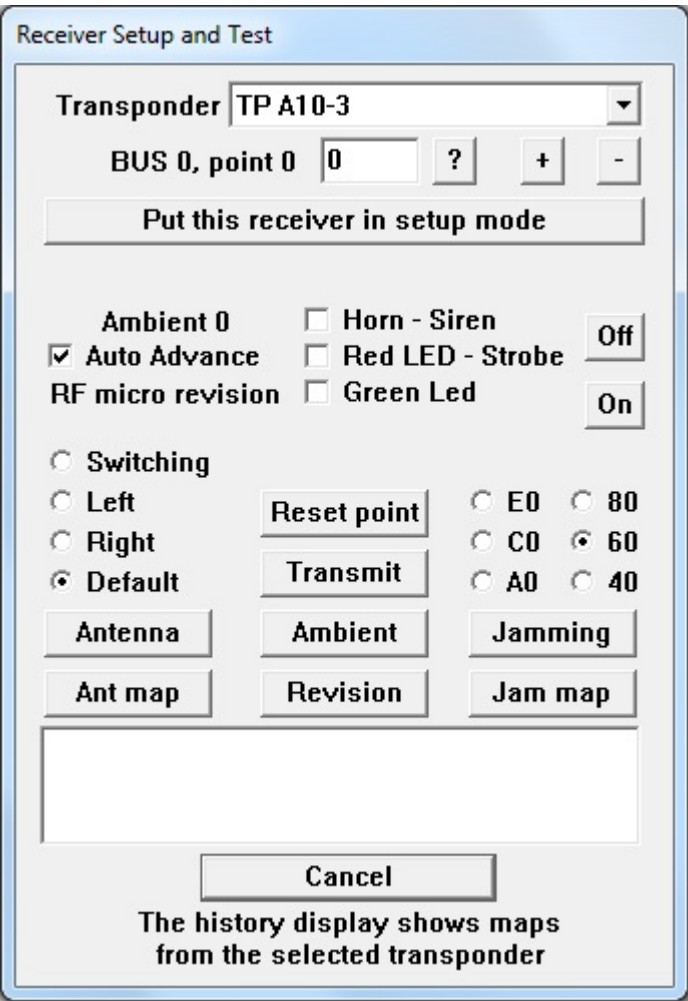 Receiver Setup and Test
Transponder TP A10-3
BUS 0, point 0 0 ? + -
Put this receiver in setup mode
Ambient 0
Auto Advance
RF micro revision
Horn - Siren
Red LED - Strobe
Green Led
Off
On
Switching
Left
Right
Default
Reset point
Transmit
E0 80
C0 60
A0 40
Antenna Ambient Jamming
Ant map Revision Jam map
Cancel
The history display shows maps
from the selected transponder